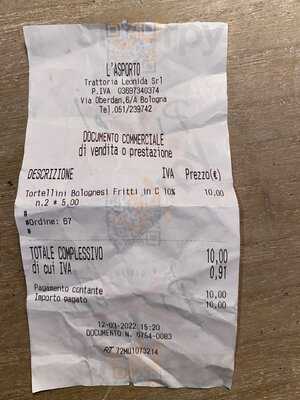 L'ASPORTO
Trattoria Leonida Srl
P.IVA 03697340374
Via Oberdan,6/A Bologna
Tel.051/239742
DOCUMENTO COMMERCIALE
di vendita o prestazione
DESCRIZIONE IVA Prezzo(€)
Tortellini Bolognesi Fritti in C 10% 10,00
n.2 * 5,00
#
#Ordine: 67
#
TOTALE COMPLESSIVO 10,00
di cui IVA 0,91
Pagamento contante 10,00
Importo pagato 10,00
12-03-2022 15:20
DOCUMENTO N. 0754-0083
RT 72MU1073214